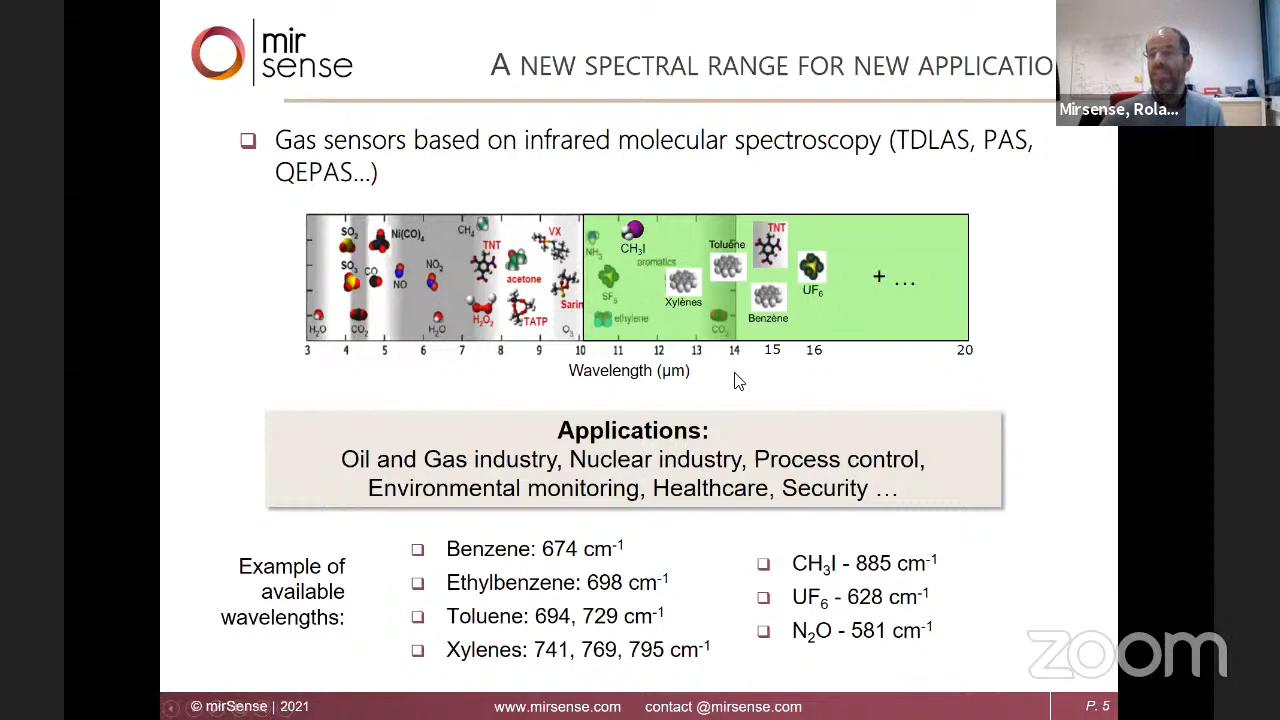 mir
sense
A NEW SPECTRAL RANGE FOR NEW APPLICATIO
Mirsense, Rola...
❑ Gas sensors based on infrared molecular spectroscopy (TDLAS, PAS,
QEPAS…)
SO2
Ni(CO)4
CH4
VX
NH3
CH3I
Toluène
TNT
TNT
SO3
CO
NO
NO2
acetone
aromatics
SF6
Xylènes
UF6
+ …
H2O
CO2
H2O
H2O2
TATP
Sarin
O3
ethylene
CO2
Benzène
3 4 5 6 7 8 9 10 11 12 13 14 15 16 20
Wavelength (µm)
Applications:
Oil and Gas industry, Nuclear industry, Process control,
Environmental monitoring, Healthcare, Security …
Example of
available
wavelengths:
❑ Benzene: 674 cm-1
❑ Ethylbenzene: 698 cm-1
❑ Toluene: 694, 729 cm-1
❑ Xylenes: 741, 769, 795 cm-1
❑ CH3I - 885 cm-1
❑ UF6 - 628 cm-1
❑ N2O - 581 cm-1
zoom
© mirSense | 2021
www.mirsense.com contact @mirsense.com
P. 5